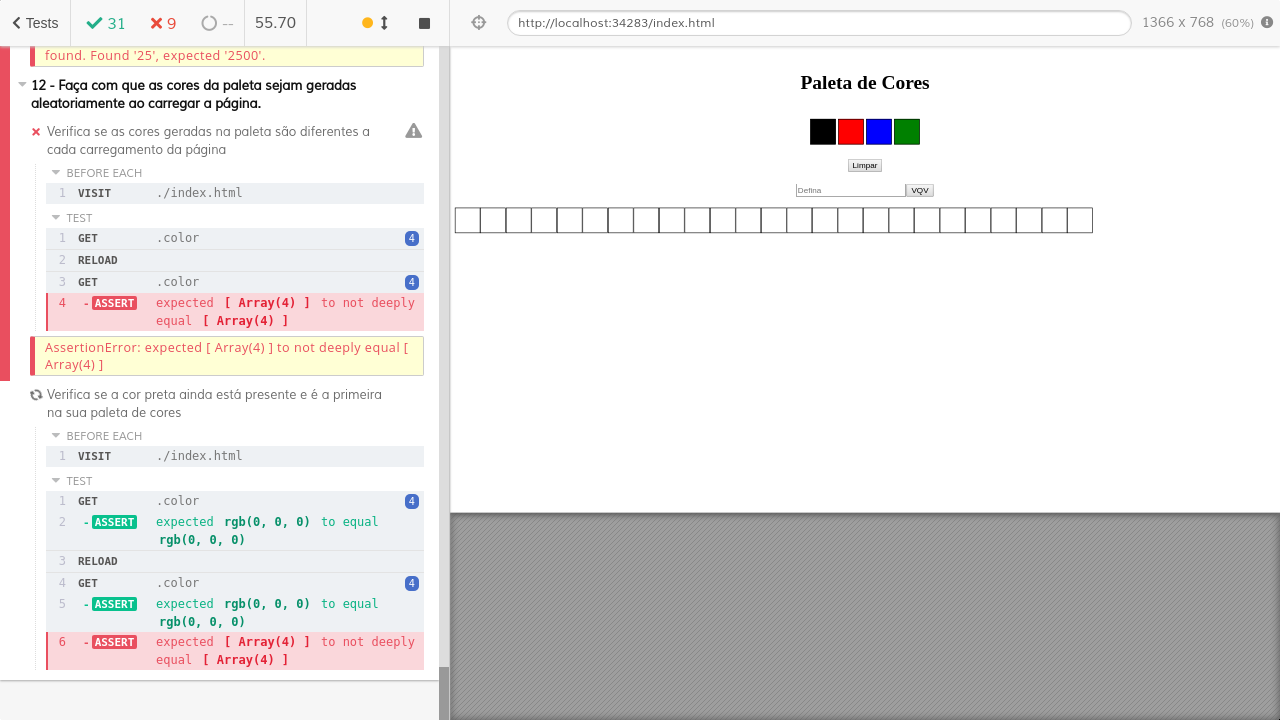 Tests
31
9
--
55.70
http://localhost:34283/index.html
1366 x 768 (60%)
found. Found '25', expected '2500'.
12 - Faça com que as cores da paleta sejam geradas
aleatoriamente ao carregar a página.
Verifica se as cores geradas na paleta são diferentes a
cada carregamento da página
BEFORE EACH
1 VISIT ./index.html
TEST
1 GET .color 4
2 RELOAD
3 GET .color 4
4 -ASSERT expected [ Array(4) ] to not deeply
equal [ Array(4) ]
AssertionError: expected [ Array(4) ] to not deeply equal [
Array(4) ]
Verifica se a cor preta ainda está presente e é a primeira
na sua paleta de cores
BEFORE EACH
1 VISIT ./index.html
TEST
1 GET .color 4
2 -ASSERT expected rgb(0, 0, 0) to equal
rgb(0, 0, 0)
3 RELOAD
4 GET .color 4
5 -ASSERT expected rgb(0, 0, 0) to equal
rgb(0, 0, 0)
6 -ASSERT expected [ Array(4) ] to not deeply
equal [ Array(4) ]
Paleta de Cores
Limpar
Defina VQV